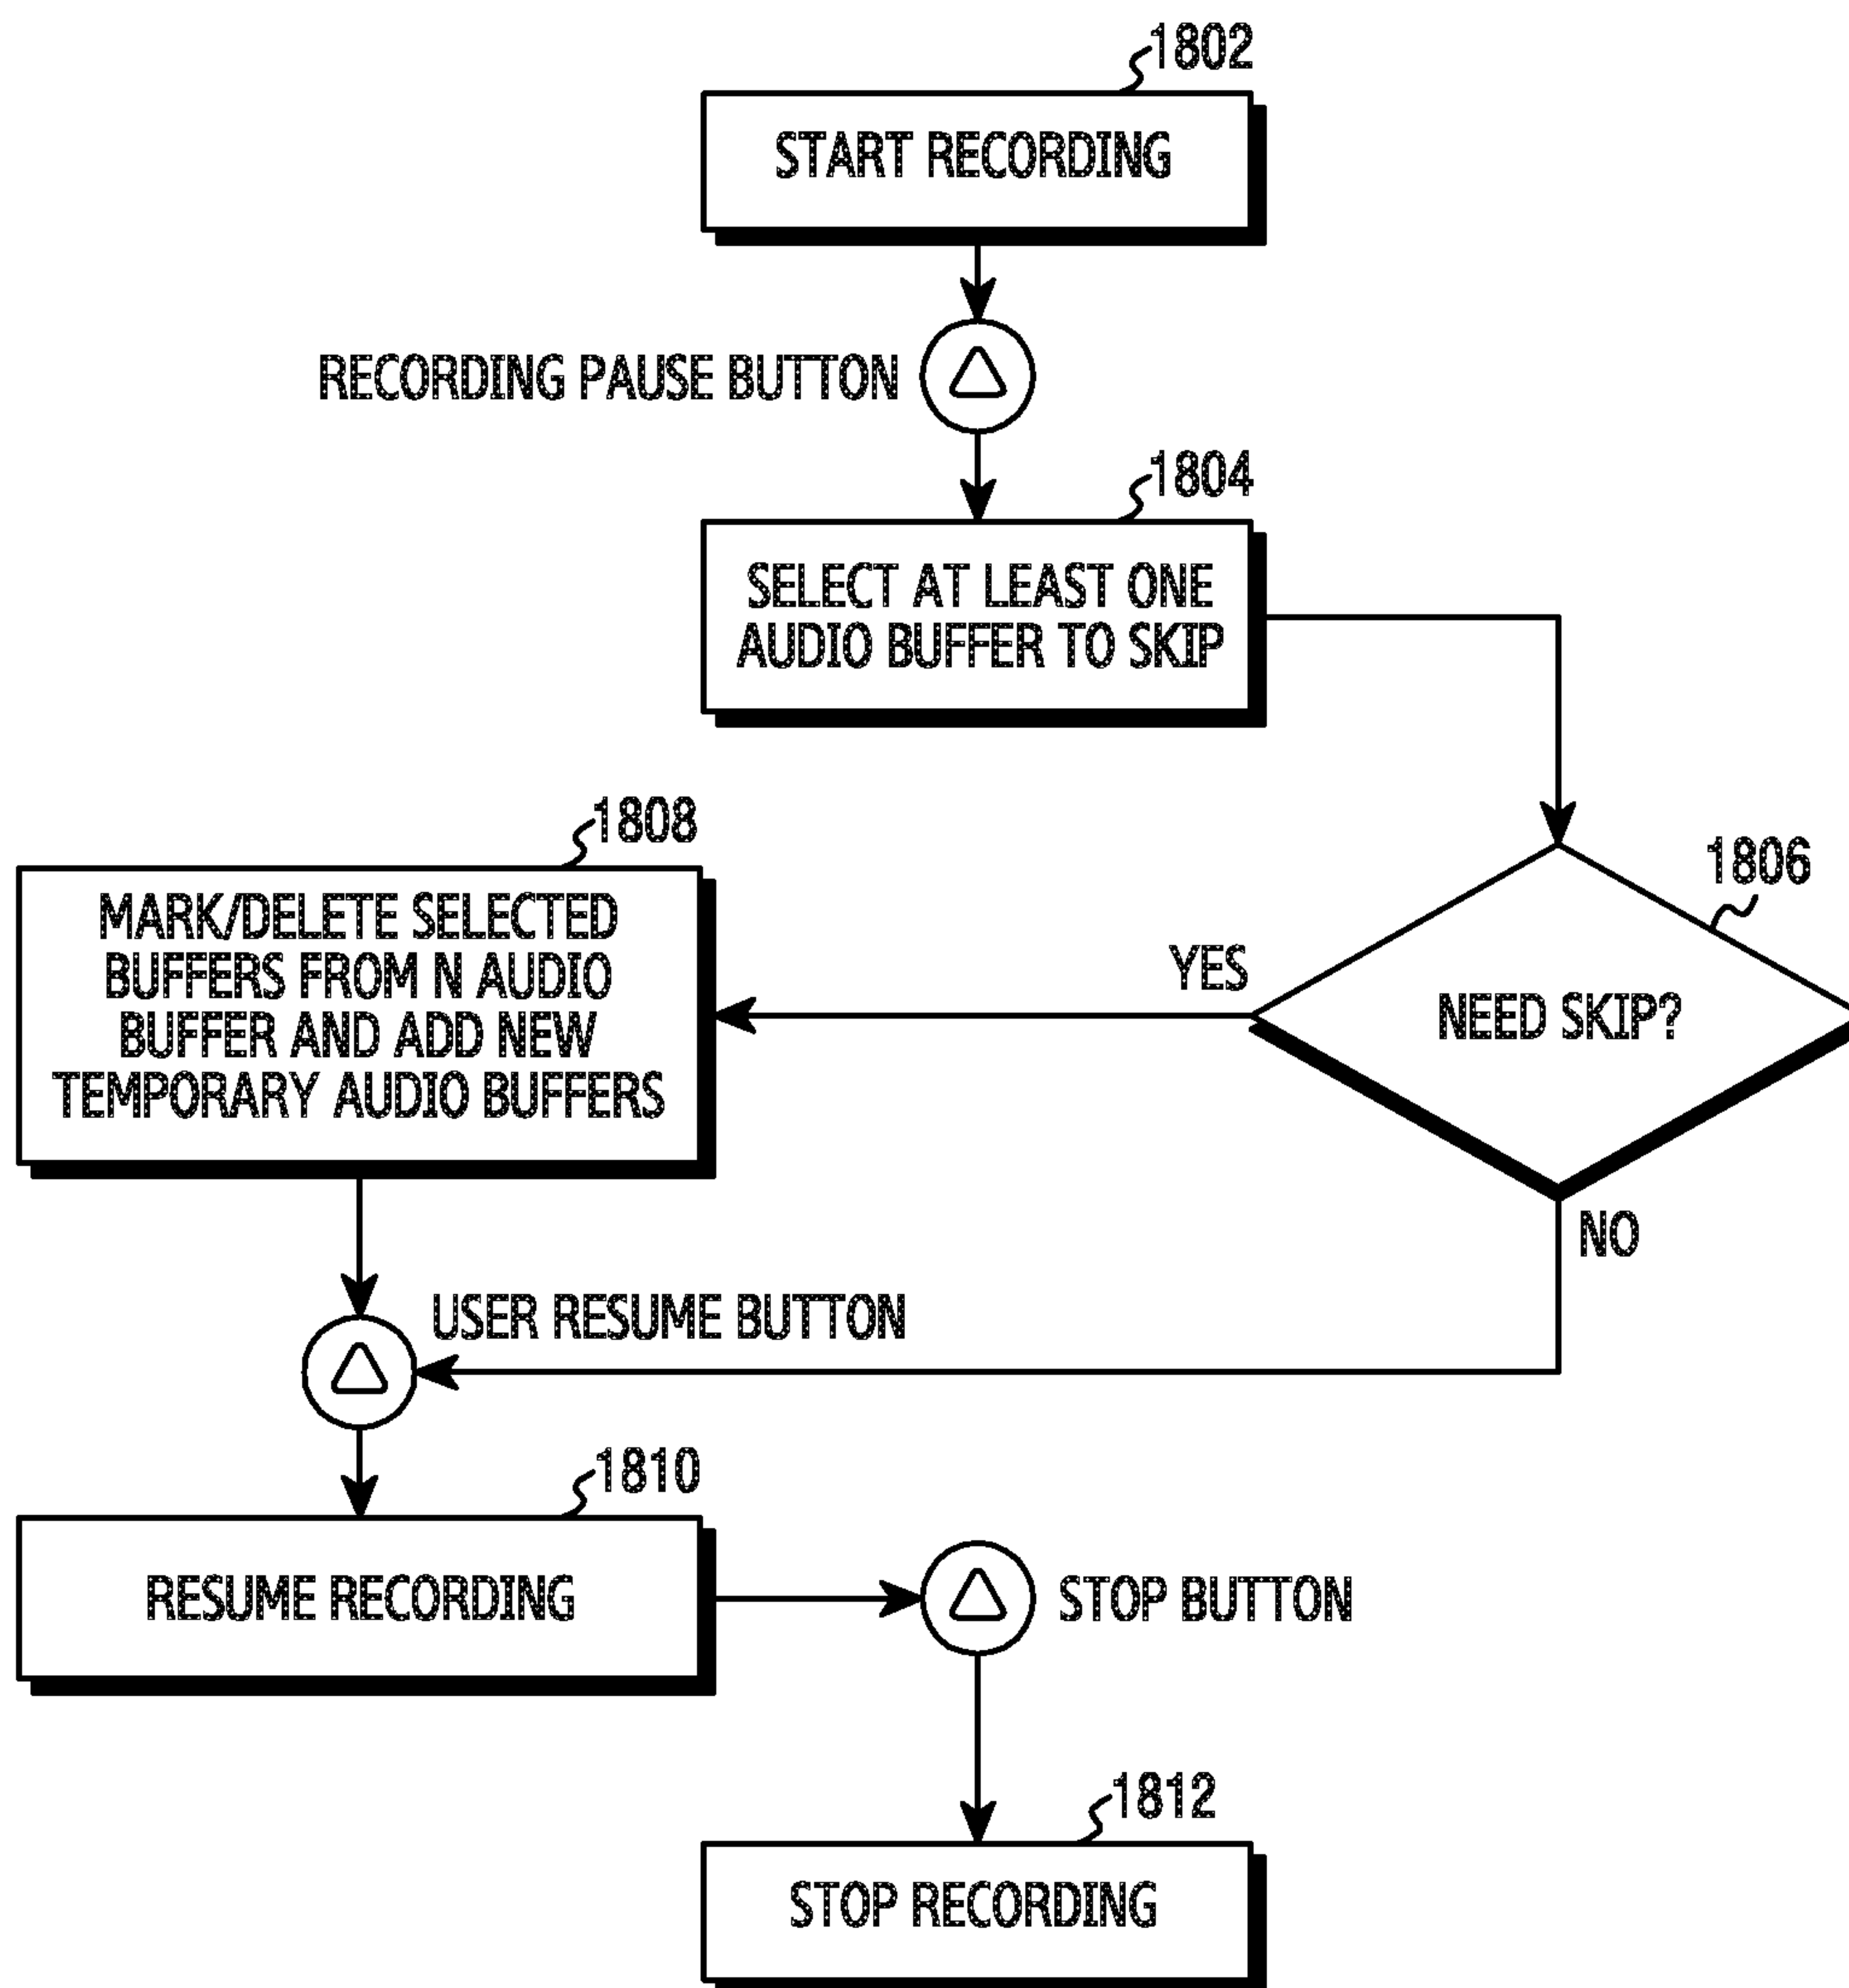 1802
START RECORDING
RECORDING PAUSE BUTTON
1804
SELECT AT LEAST ONE
AUDIO BUFFER TO SKIP
1806
NEED SKIP?
YES
NO
1808
MARK/DELETE SELECTED
BUFFERS FROM N AUDIO
BUFFER AND ADD NEW
TEMPORARY AUDIO BUFFERS
USER RESUME BUTTON
1810
RESUME RECORDING
STOP BUTTON
1812
STOP RECORDING